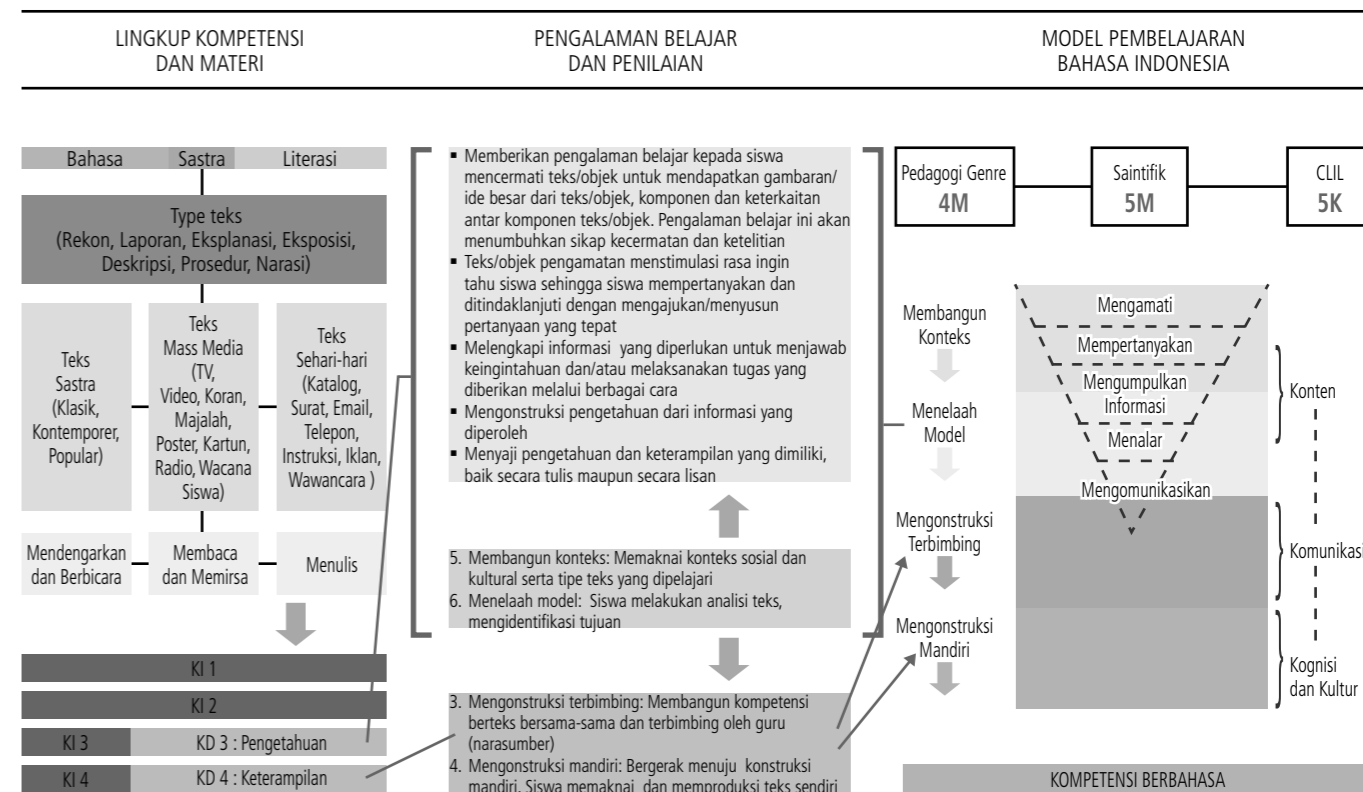 LINGKUP KOMPETENSI
DAN MATERI
PENGALAMAN BELAJAR
DAN PENILAIAN
MODEL PEMBELAJARAN
BAHASA INDONESIA
Bahasa
Sastra
Literasi
Type teks
(Rekon, Laporan, Eksplanasi, Eksposisi,
Deskripsi, Prosedur, Narasi)
Teks
Sastra
(Klasik,
Kontemporer,
Popular)
Teks
Mass Media
(TV,
Video, Koran,
Majalah,
Poster, Kartun,
Radio, Wacana
Siswa)
Teks
Sehari-hari
(Katalog,
Surat, Email,
Telepon,
Instruksi, Iklan,
Wawancara )
Mendengarkan
dan Berbicara
Membaca
dan Memirsa
Menulis
KI 1
KI 2
KI 3
KD 3 : Pengetahuan
KI 4
KD 4 : Keterampilan
▪ Memberikan pengalaman belajar kepada siswa
mencermati teks/objek untuk mendapatkan gambaran/
ide besar dari teks/objek, komponen dan keterkaitan
antar komponen teks/objek. Pengalaman belajar ini akan
menumbuhkan sikap kecermatan dan ketelitian
▪ Teks/objek pengamatan menstimulasi rasa ingin
tahu siswa sehingga siswa mempertanyakan dan
ditindaklanjuti dengan mengajukan/menyusun
pertanyaan yang tepat
▪ Melengkapi informasi yang diperlukan untuk menjawab
keingintahuan dan/atau melaksanakan tugas yang
diberikan melalui berbagai cara
▪ Mengonstruksi pengetahuan dari informasi yang
diperoleh
▪ Menyaji pengetahuan dan keterampilan yang dimiliki,
baik secara tulis maupun secara lisan
5. Membangun konteks: Memaknai konteks sosial dan
kultural serta tipe teks yang dipelajari
6. Menelaah model: Siswa melakukan analisi teks,
mengidentifikasi tujuan
3. Mengonstruksi terbimbing: Membangun kompetensi
berteks bersama-sama dan terbimbing oleh guru
(narasumber)
4. Mengonstruksi mandiri: Bergerak menuju konstruksi
mandiri. Siswa memaknai dan memproduksi teks sendiri
Pedagogi Genre
4M
Saintifik
5M
CLIL
5K
Membangun
Konteks
Menelaah
Model
Mengonstruksi
Terbimbing
Mengonstruksi
Mandiri
Mengamati
Mempertanyakan
Mengumpulkan
Informasi
Menalar
Mengomunikasikan
Konten
Komunikasi
Kognisi
dan Kultur
KOMPETENSI BERBAHASA